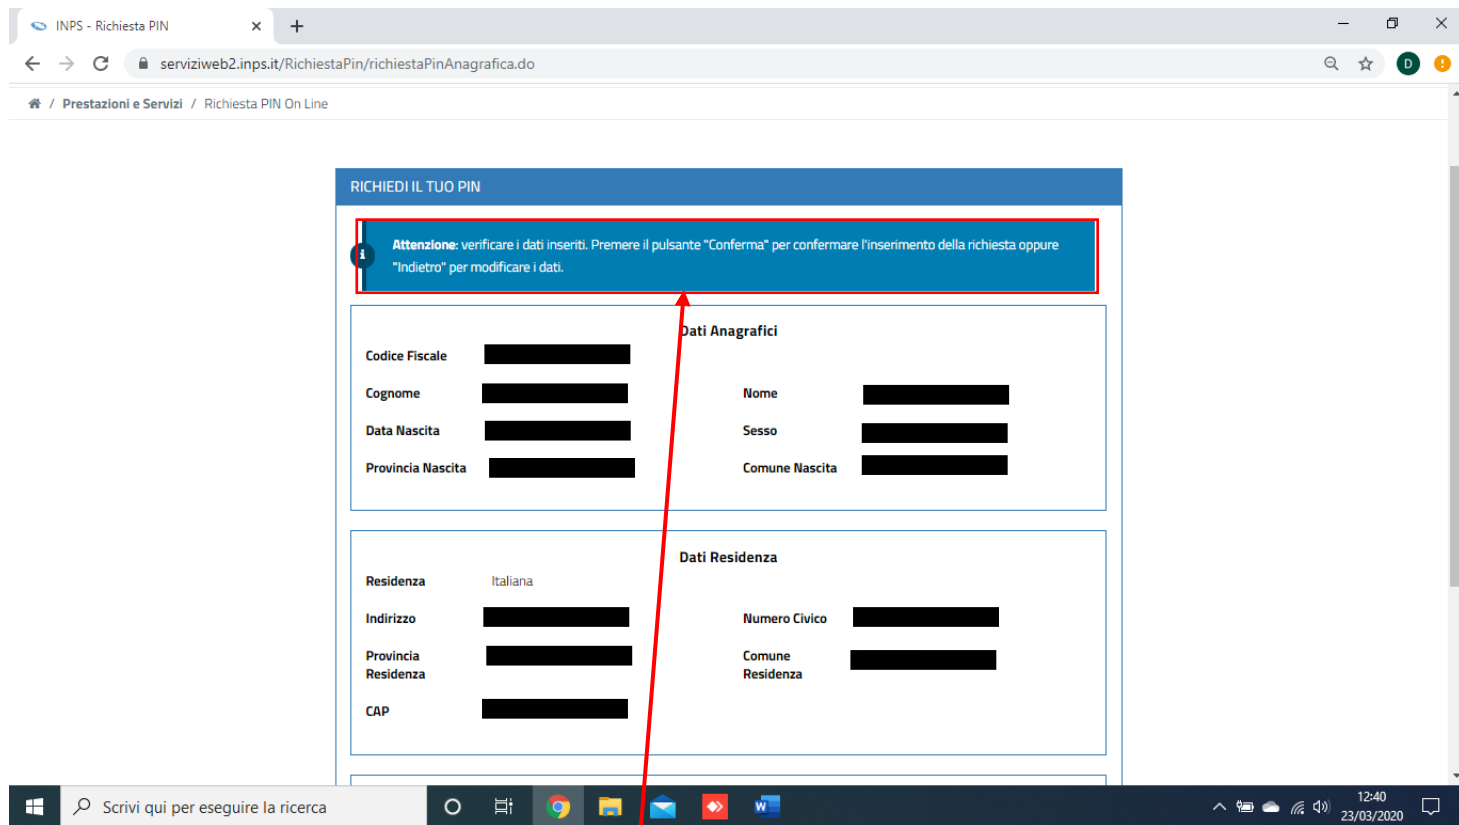 INPS - Richiesta PIN
serviziweb2.inps.it/RichiestaPin/richiestaPinAnagrafica.do
D
/ Prestazioni e Servizi / Richiesta PIN On Line
RICHIEDI IL TUO PIN
Attenzione: verificare i dati inseriti. Premere il pulsante "Conferma" per confermare l'inserimento della richiesta oppure
"Indietro" per modificare i dati.
Dati Anagrafici
Codice Fiscale
Cognome
Nome
Data Nascita
Sesso
Provincia Nascita
Comune Nascita
Dati Residenza
Residenza Italiana
Indirizzo
Numero Civico
Provincia
Residenza
Comune
Residenza
CAP
Scrivi qui per eseguire la ricerca
W
12:40
23/03/2020